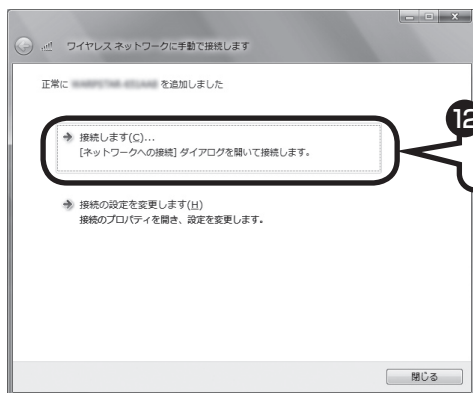 ワイヤレス ネットワークに手動で接続します
正常に を追加しました
接続します(C)...
[ネットワークへの接続] ダイアログを開いて接続します。
12
接続の設定を変更します(H)
接続のプロパティを開き、設定を変更します。
閉じる